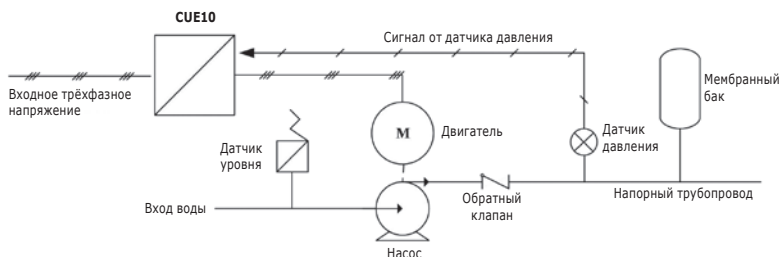 CUE10
Сигнал от датчика давления
Входное трёхфазное
напряжение
Мембранный
бак
Датчик
уровня
М
Двигатель
Датчик
давления
Вход воды
Обратный
клапан
Напорный трубопровод
Насос